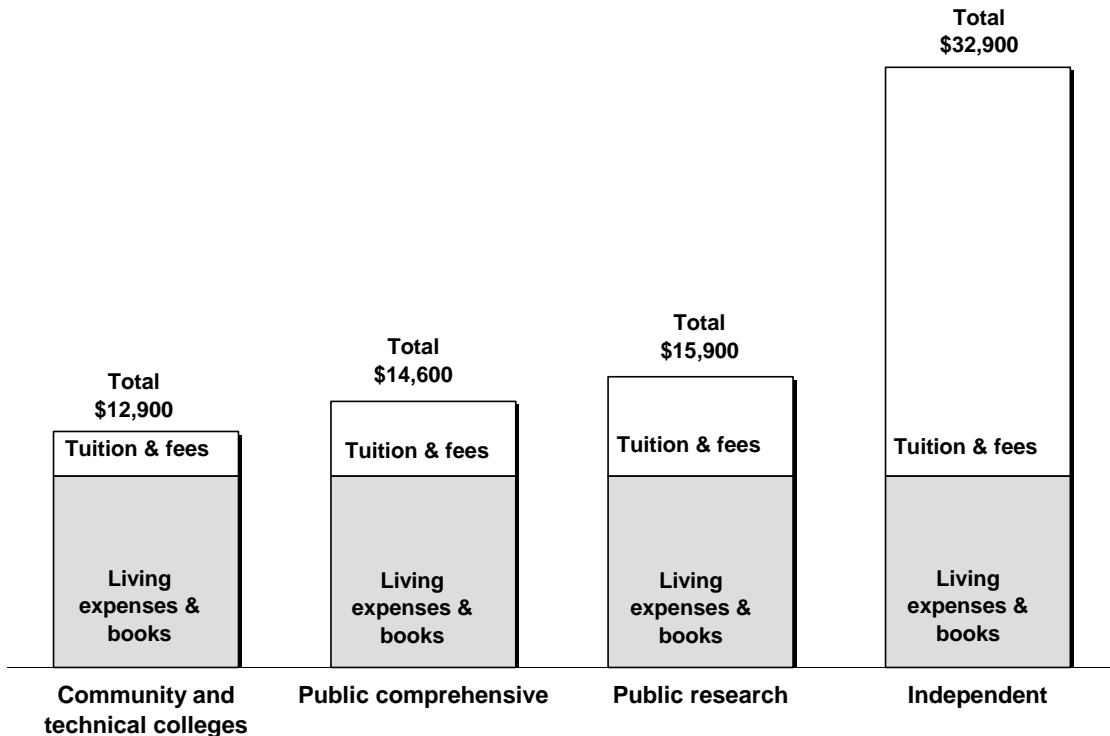 Total
$12,900
Tuition & fees
Living
expenses &
books
Community and
technical colleges
Total
$14,600
Tuition & fees
Living
expenses &
books
Public comprehensive
Total
$15,900
Tuition & fees
Living
expenses &
books
Public research
Total
$32,900
Tuition & fees
Living
expenses &
books
Independent